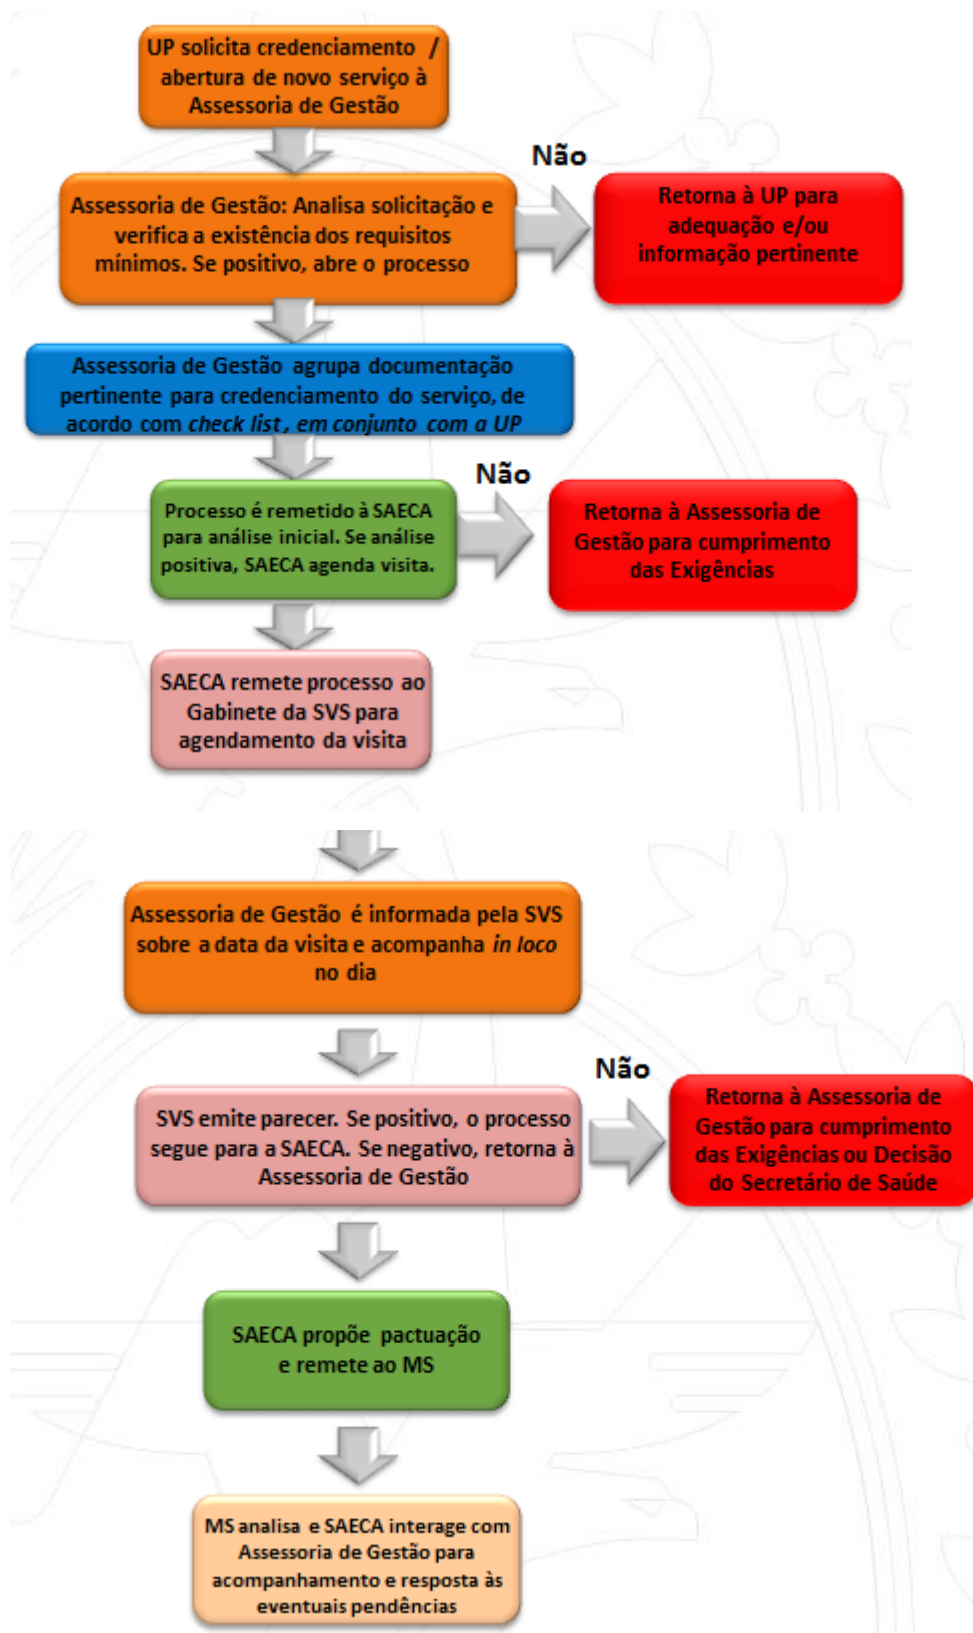 UP solicita credenciamento /
abertura de novo serviço à
Assessoria de Gestão
Não
Assessoria de Gestão: Analisa solicitação e
verifica a existência dos requisitos
mínimos. Se positivo, abre o processo
Retorna à UP para
adequação e/ou
informação pertinente
Assessoria de Gestão agrupa documentação
pertinente para credenciamento do serviço, de
acordo com check list, em conjunto com a UP
Não
Processo é remetido à SAECA
para análise inicial. Se análise
positiva, SAECA agenda visita.
Retorna à Assessoria de
Gestão para cumprimento
das Exigências
SAECA remete processo ao
Gabinete da SVS para
agendamento da visita
Assessoria de Gestão é informada pela SVS
sobre a data da visita e acompanha in loco
no dia
Não
SVS emite parecer. Se positivo, o processo
segue para a SAECA. Se negativo, retorna à
Assessoria de Gestão
Retorna à Assessoria de
Gestão para cumprimento
das Exigências ou Decisão
do Secretário de Saúde
SAECA propõe pactuação
e remete ao MS
MS analisa e SAECA interage com
Assessoria de Gestão para
acompanhamento e resposta às
eventuais pendências